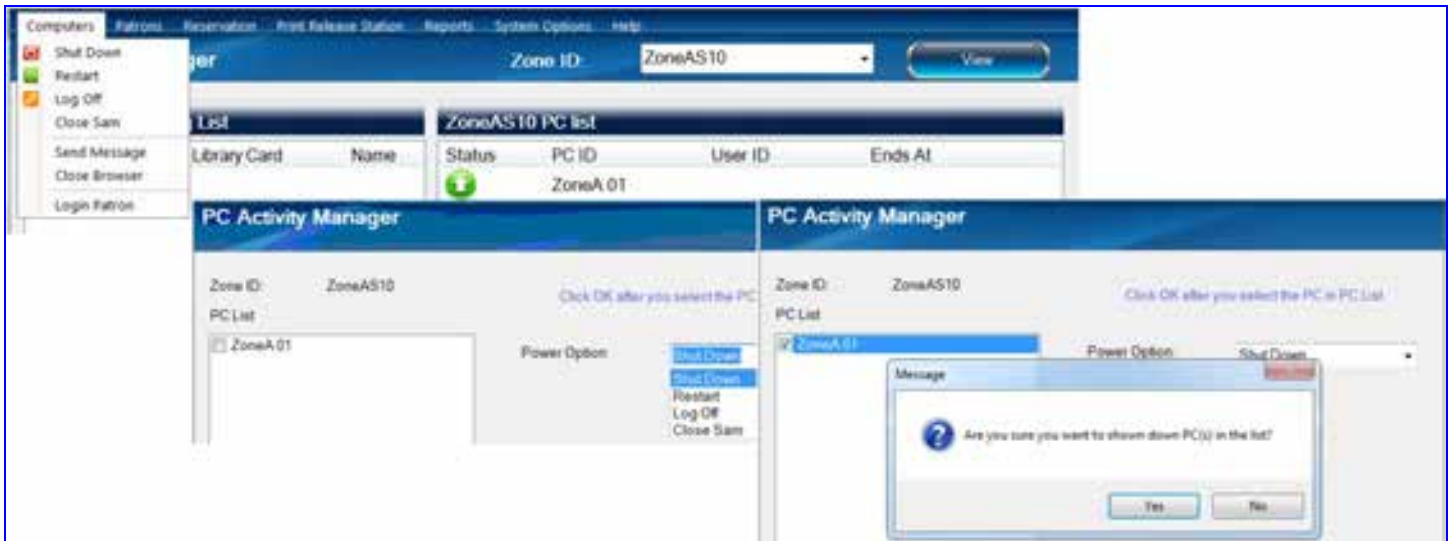 Computers Patrons Reservation Print Release Station Reports System Options Help
Shut Down
Restart
Log Off
Close Sam
Send Message
Close Browser
Login Patron
ger
Zone ID: ZoneAS10 View
List
Library Card Name
ZoneAS10 PC list
Status PC ID User ID Ends At
ZoneA 01
PC Activity Manager
Zone ID: ZoneAS10
Click OK after you select the PC
PC List
ZoneA 01
Power Option Shut Down
Shut Down
Restart
Log Off
Close Sam
PC Activity Manager
Zone ID: ZoneAS10
Click OK after you select the PC in PC List
PC List
ZoneA 01
Power Option Shut Down
Message
Are you sure you want to shown down PC(s) in the list?
Yes No